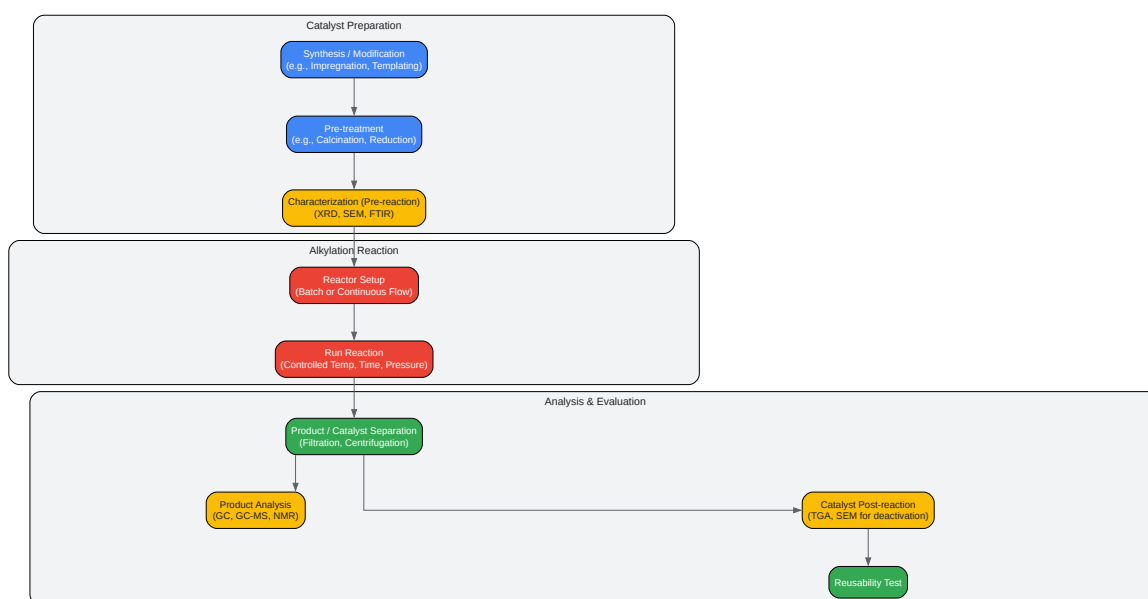 Catalyst Preparation
Synthesis / Modification
(e.g., Impregnation, Templating)
Pre-treatment
(e.g., Calcination, Reduction)
Characterization (Pre-reaction)
(XRD, SEM, FTIR)
Alkylation Reaction
Reactor Setup
(Batch or Continuous Flow)
Run Reaction
(Controlled Temp, Time, Pressure)
Analysis & Evaluation
Product / Catalyst Separation
(Filtration, Centrifugation)
Product Analysis
(GC, GC-MS, NMR)
Catalyst Post-reaction
(TGA, SEM for deactivation)
Reusability Test